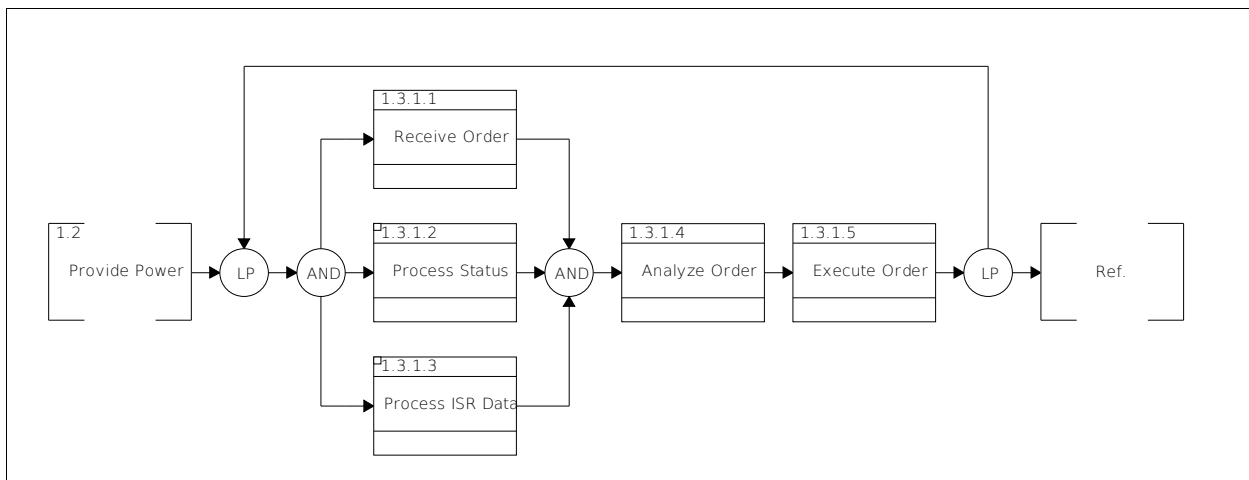 1.3.1.1
Receive Order
1.2
Provide Power
LP
AND
1.3.1.2
Process Status
AND
1.3.1.4
Analyze Order
1.3.1.5
Execute Order
LP
Ref.
1.3.1.3
Process ISR Data